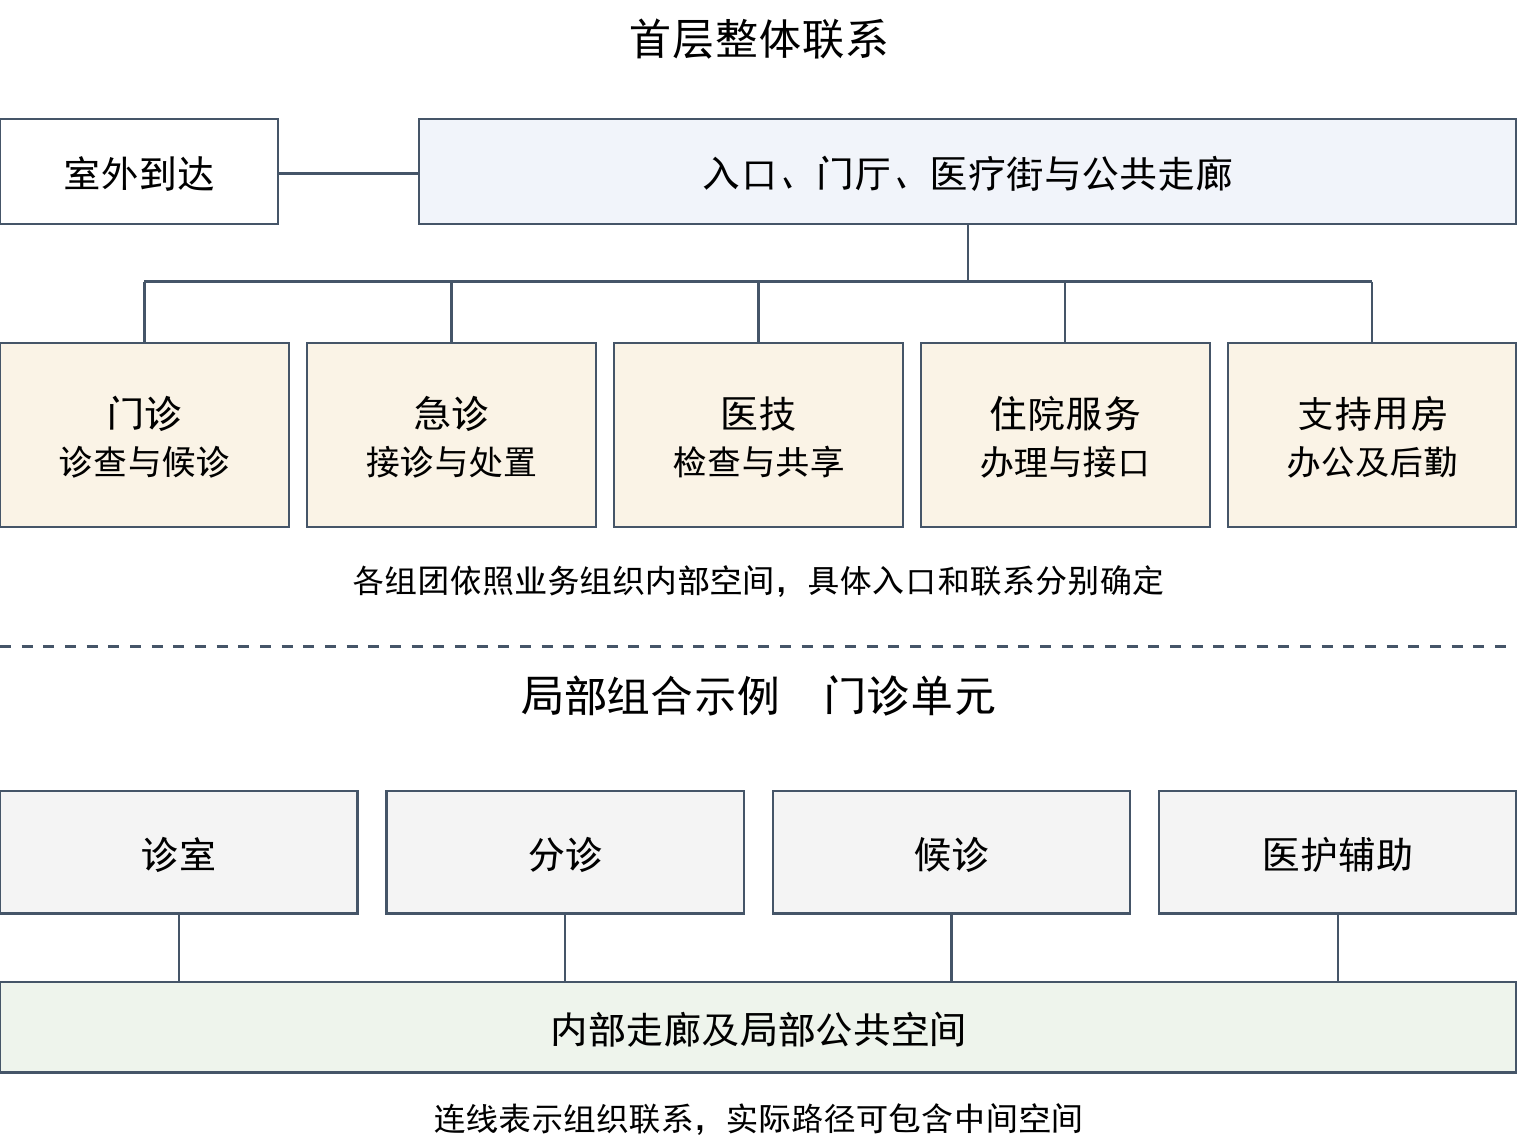 首层整体联系
室外到达
入口、门厅、医疗街与公共走廊
门诊
诊查与候诊
急诊
接诊与处置
医技
检查与共享
住院服务
办理与接口
支持用房
办公及后勤
各组团依照业务组织内部空间，具体入口和联系分别确定
局部组合示例　门诊单元
诊室
分诊
候诊
医护辅助
内部走廊及局部公共空间
连线表示组织联系，实际路径可包含中间空间